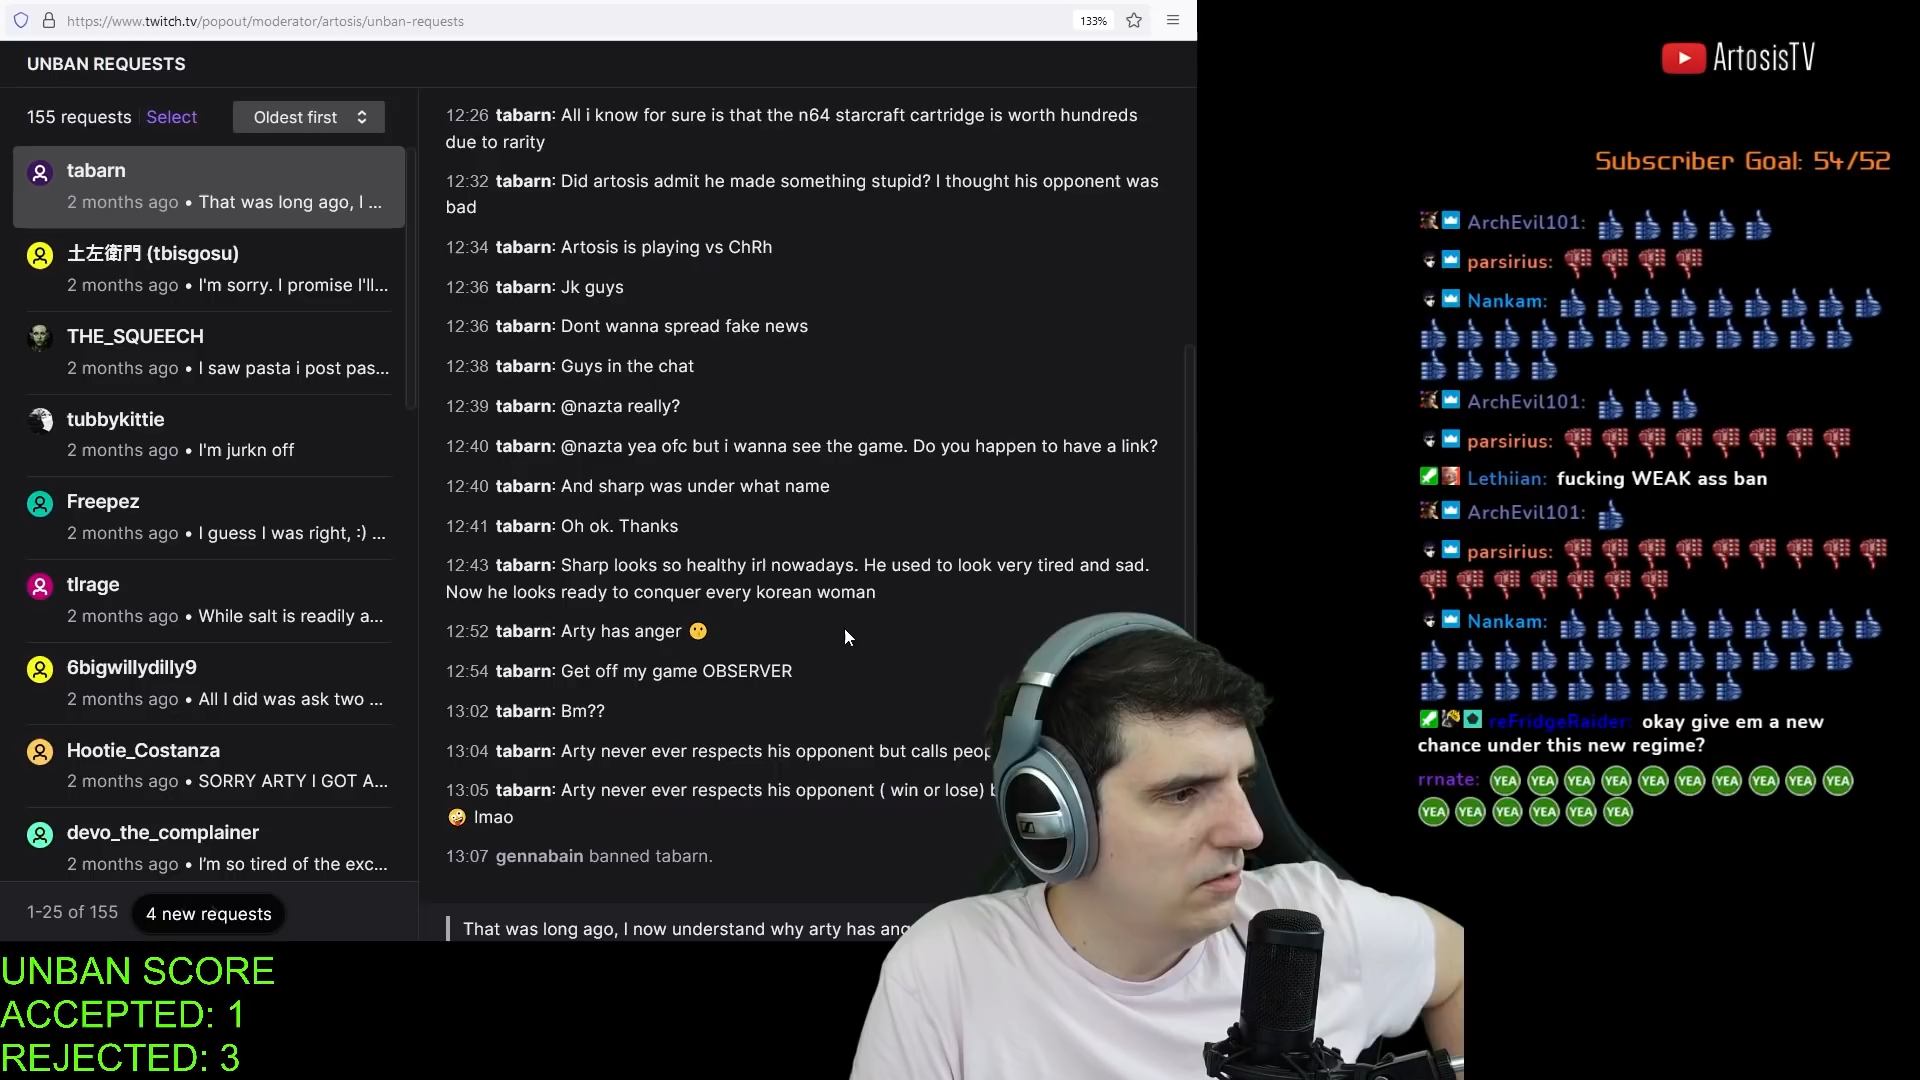 https://www.twitch.tv/popout/moderator/artosis/unban-requests
133%
UNBAN REQUESTS
155 requests Select
Oldest first
tabarn
2 months ago • That was long ago, I ...
土左衛門 (tbisgosu)
2 months ago • I'm sorry. I promise I'll...
THE_SQUEECH
2 months ago • I saw pasta i post pas...
tubbykittie
2 months ago • I'm jurkn off
Freepez
2 months ago • I guess I was right, :) ...
tlrage
2 months ago • While salt is readily a...
6bigwillydilly9
2 months ago • All I did was ask two ...
Hootie_Costanza
2 months ago • SORRY ARTY I GOT A...
devo_the_complainer
2 months ago • I'm so tired of the exc...
1-25 of 155
4 new requests
12:26 tabarn: All i know for sure is that the n64 starcraft cartridge is worth hundreds
due to rarity
12:32 tabarn: Did artosis admit he made something stupid? I thought his opponent was
bad
12:34 tabarn: Artosis is playing vs ChRh
12:36 tabarn: Jk guys
12:36 tabarn: Dont wanna spread fake news
12:38 tabarn: Guys in the chat
12:39 tabarn: @nazta really?
12:40 tabarn: @nazta yea ofc but i wanna see the game. Do you happen to have a link?
12:40 tabarn: And sharp was under what name
12:41 tabarn: Oh ok. Thanks
12:43 tabarn: Sharp looks so healthy irl nowadays. He used to look very tired and sad.
Now he looks ready to conquer every korean woman
12:52 tabarn: Arty has anger 😗
12:54 tabarn: Get off my game OBSERVER
13:02 tabarn: Bm??
13:04 tabarn: Arty never ever respects his opponent but calls
13:05 tabarn: Arty never ever respects his opponent ( win or lose)
🤪 lmao
13:07 gennabain banned tabarn.
That was long ago, I now understand why arty has
UNBAN SCORE
ACCEPTED: 1
REJECTED: 3
ArtosisTV
Subscriber Goal: 54/52
ArchEvil101:
parsirius:
Nankam:
ArchEvil101:
parsirius:
Lethiian: fucking WEAK ass ban
ArchEvil101:
parsirius:
Nankam:
reFridgeRaider: okay give em a new
chance under this new regime?
rrnate: YEA YEA YEA YEA YEA YEA YEA YEA YEA YEA
YEA YEA YEA YEA YEA YEA